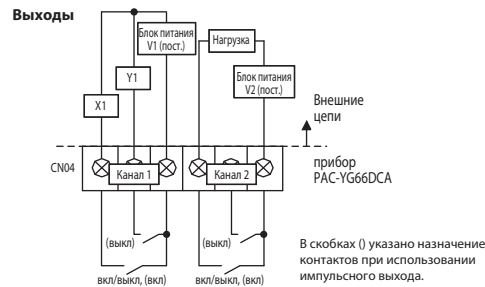 Выходы
Блок питания
V1 (пост.)
Нагрузка
Y1
Блок питания
V2 (пост.)
X1
Внешние
цепи
CN04
Канал 1
Канал 2
прибор
PAC-YG66DCA
(выкл)
(выкл)
вкл/выкл, (вкл)
вкл/выкл, (вкл)
В скобках () указано назначение
контактов при использовании
импульсного выхода.